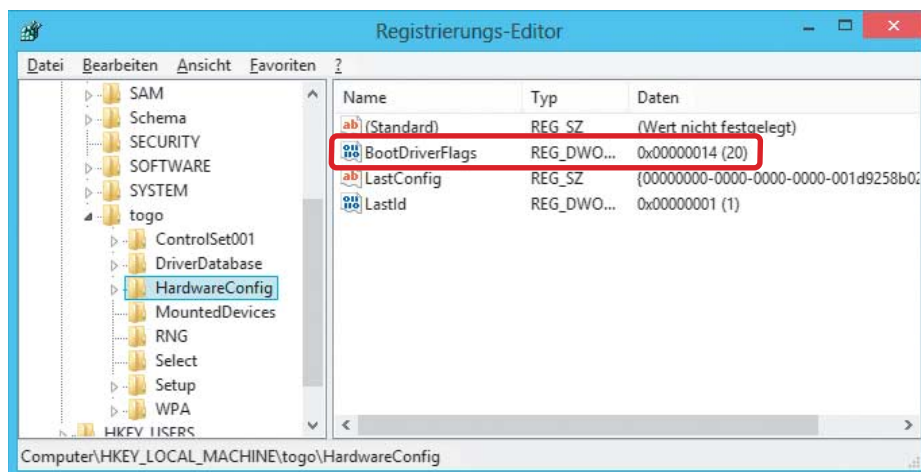 Registrierungs-Editor
Datei Bearbeiten Ansicht Favoriten ?
SAM
Schema
SECURITY
SOFTWARE
SYSTEM
togo
ControlSet001
DriverDatabase
HardwareConfig
MountedDevices
RNG
Select
Setup
WPA
HKEY_USERS
Name Typ Daten
(Standard) REG_SZ (Wert nicht festgelegt)
BootDriverFlags REG_DWO... 0x00000014 (20)
LastConfig REG_SZ {00000000-0000-0000-0000-001d9258b02
LastId REG_DWO... 0x00000001 (1)
Computer\HKEY_LOCAL_MACHINE\togo\HardwareConfig